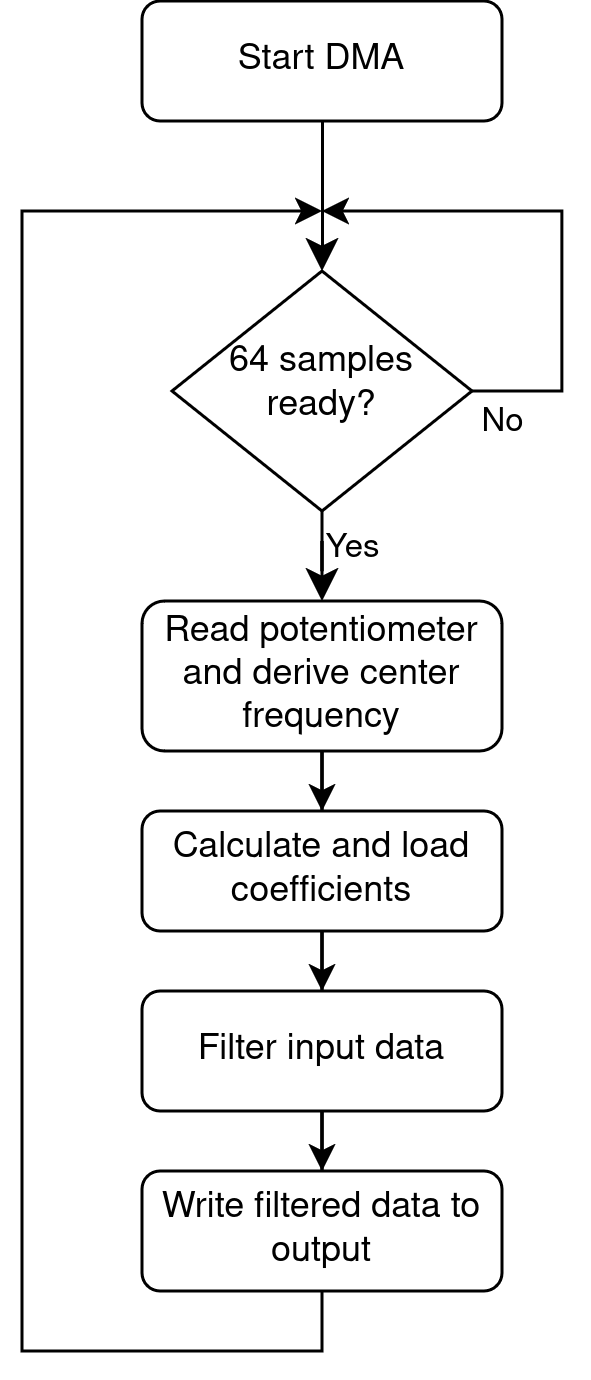 Start DMA
64 samples
ready?
No
Yes
Read potentiometer
and derive center
frequency
Calculate and load
coefficients
Filter input data
Write filtered data to
output